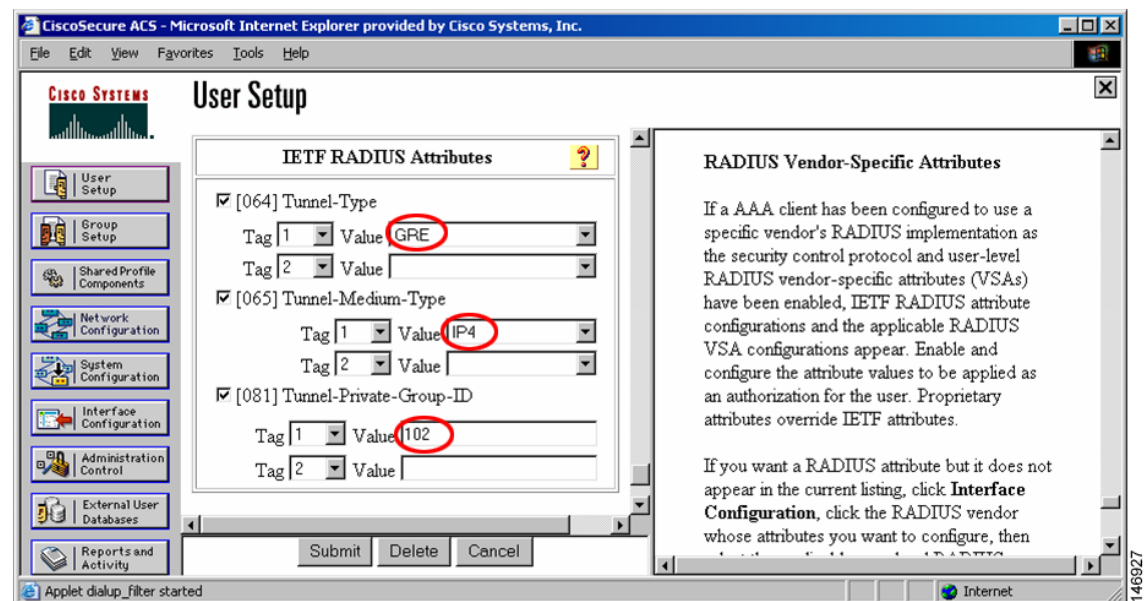 CiscoSecure ACS - Microsoft Internet Explorer provided by Cisco Systems, Inc.
File Edit View Favorites Tools Help
CISCO SYSTEMS
User Setup
User
Setup
Group
Setup
Shared Profile
Components
Network
Configuration
System
Configuration
Interface
Configuration
Administration
Control
External User
Databases
Reports and
Activity
IETF RADIUS Attributes ?
[064] Tunnel-Type
Tag 1 Value GRE
Tag 2 Value
[065] Tunnel-Medium-Type
Tag 1 Value IP4
Tag 2 Value
[081] Tunnel-Private-Group-ID
Tag 1 Value 102
Tag 2 Value
Submit Delete Cancel
RADIUS Vendor-Specific Attributes
If a AAA client has been configured to use a
specific vendor's RADIUS implementation as
the security control protocol and user-level
RADIUS vendor-specific attributes (VSAs)
have been enabled, IETF RADIUS attribute
configurations and the applicable RADIUS
VSA configurations appear. Enable and
configure the attribute values to be applied as
an authorization for the user. Proprietary
attributes override IETF attributes.
If you want a RADIUS attribute but it does not
appear in the current listing, click Interface
Configuration, click the RADIUS vendor
whose attributes you want to configure, then
Applet dialup_filter started
Internet
146927